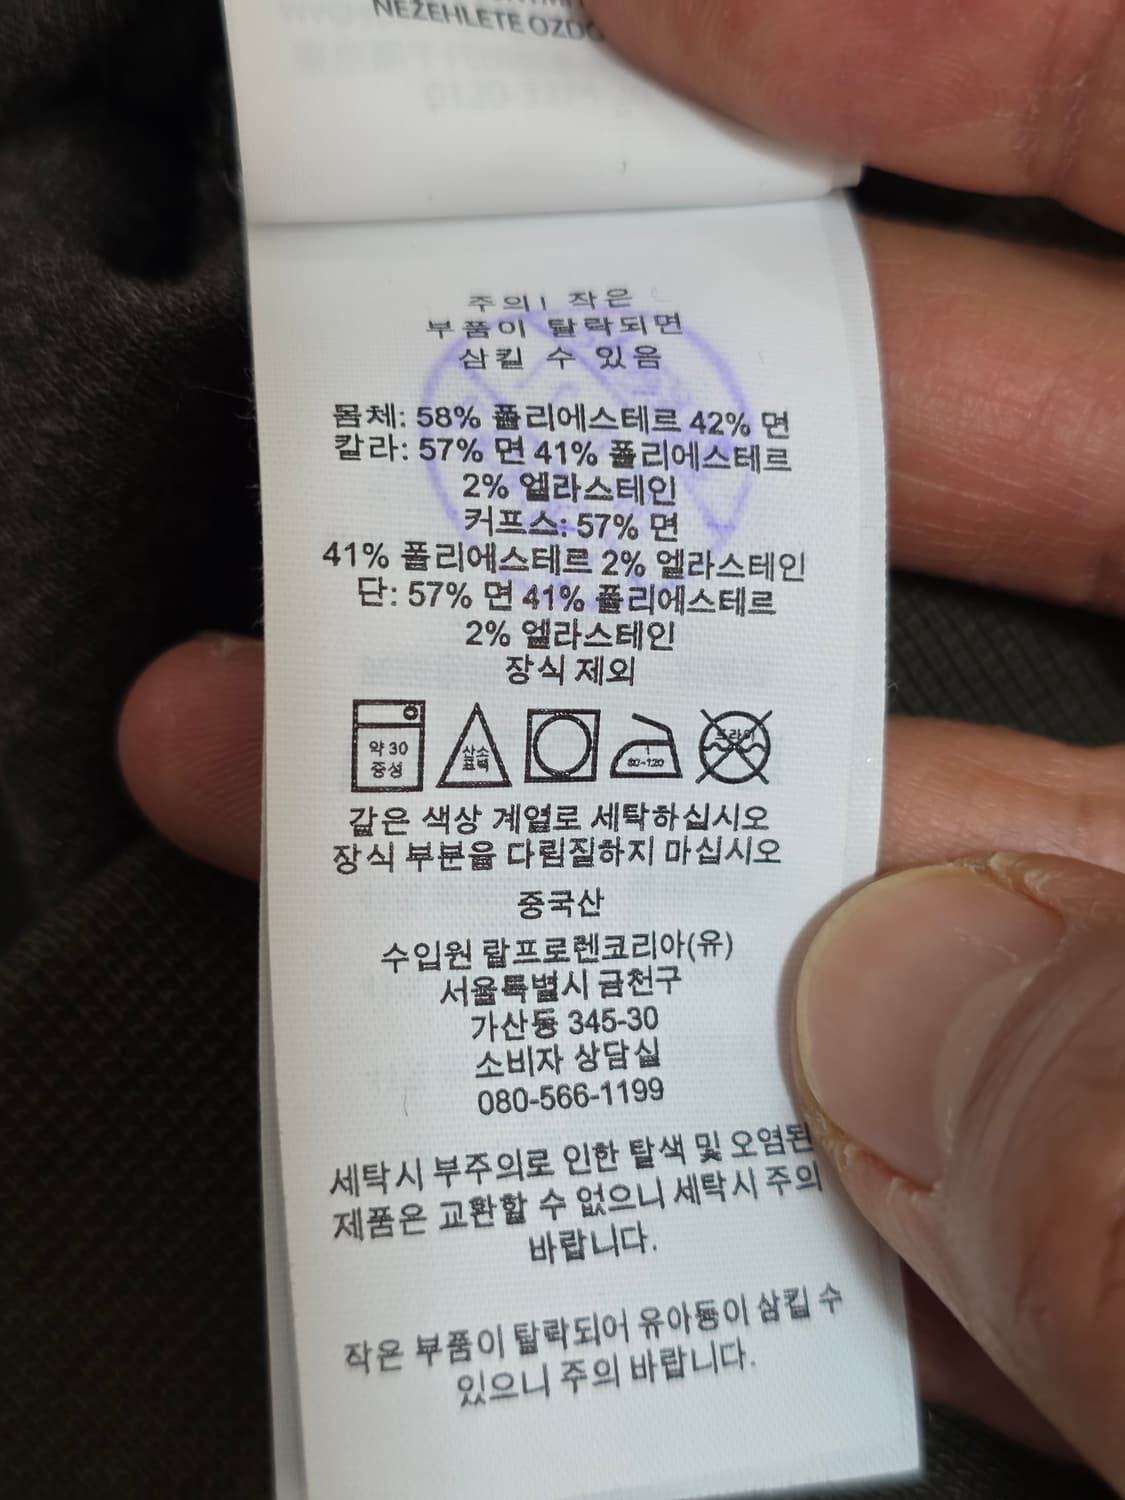 NEŽEHLETE OZDO
주의! 작은
부품이 탈락되면
삼킬 수 있음
몸체: 58% 폴리에스테르 42% 면
칼라: 57% 면 41% 폴리에스테르
2% 엘라스테인
커프스: 57% 면
41% 폴리에스테르 2% 엘라스테인
단: 57% 면 41% 폴리에스테르
2% 엘라스테인
장식 제외
약 30
중성
산소
표백
1
80~120
드라이
같은 색상 계열로 세탁하십시오
장식 부분을 다림질하지 마십시오
중국산
수입원 랄프로렌코리아(유)
서울특별시 금천구
가산동 345-30
소비자 상담실
080-566-1199
세탁시 부주의로 인한 탈색 및 오염된
제품은 교환할 수 없으니 세탁시 주의
바랍니다.
작은 부품이 탈락되어 유아동이 삼킬 수
있으니 주의 바랍니다.